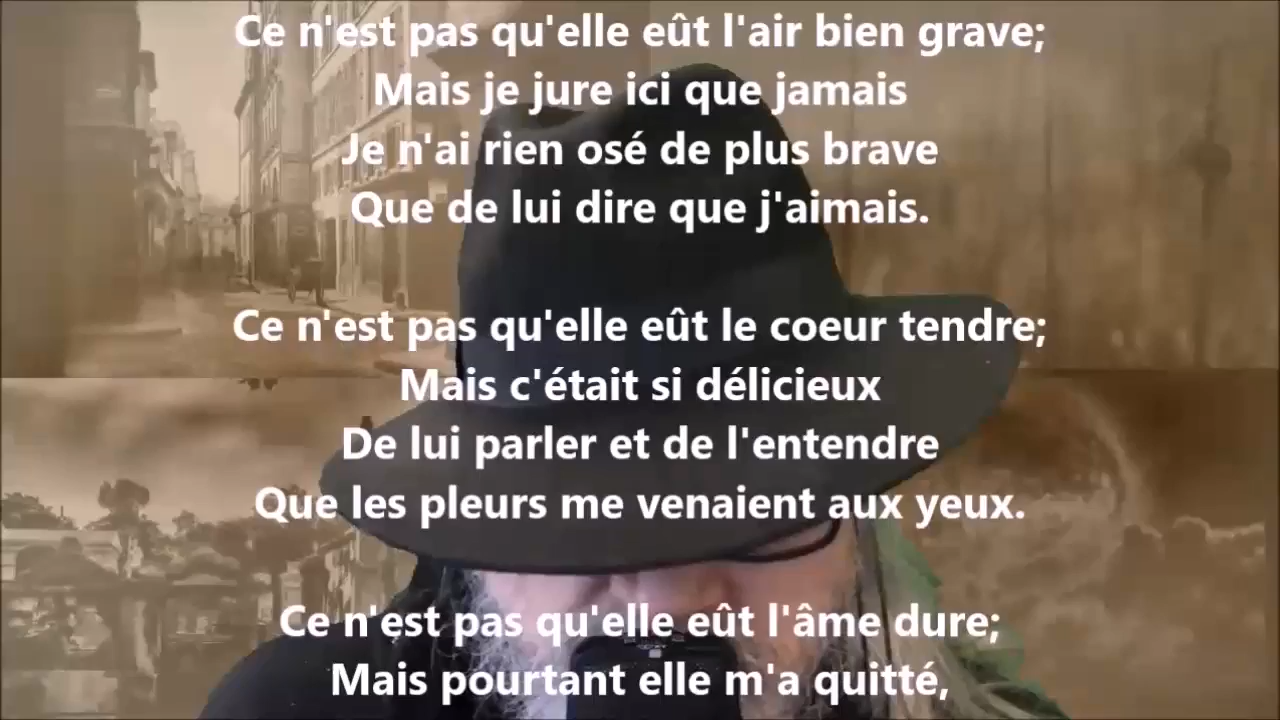 Ce n'est pas qu'elle eût l'air bien grave;
Mais je jure ici que jamais
Je n'ai rien osé de plus brave
Que de lui dire que j'aimais.
Ce n'est pas qu'elle eût le coeur tendre;
Mais c'était si délicieux
De lui parler et de l'entendre
Que les pleurs me venaient aux yeux.
Ce n'est pas qu'elle eût l'âme dure;
Mais pourtant elle m'a quitté,